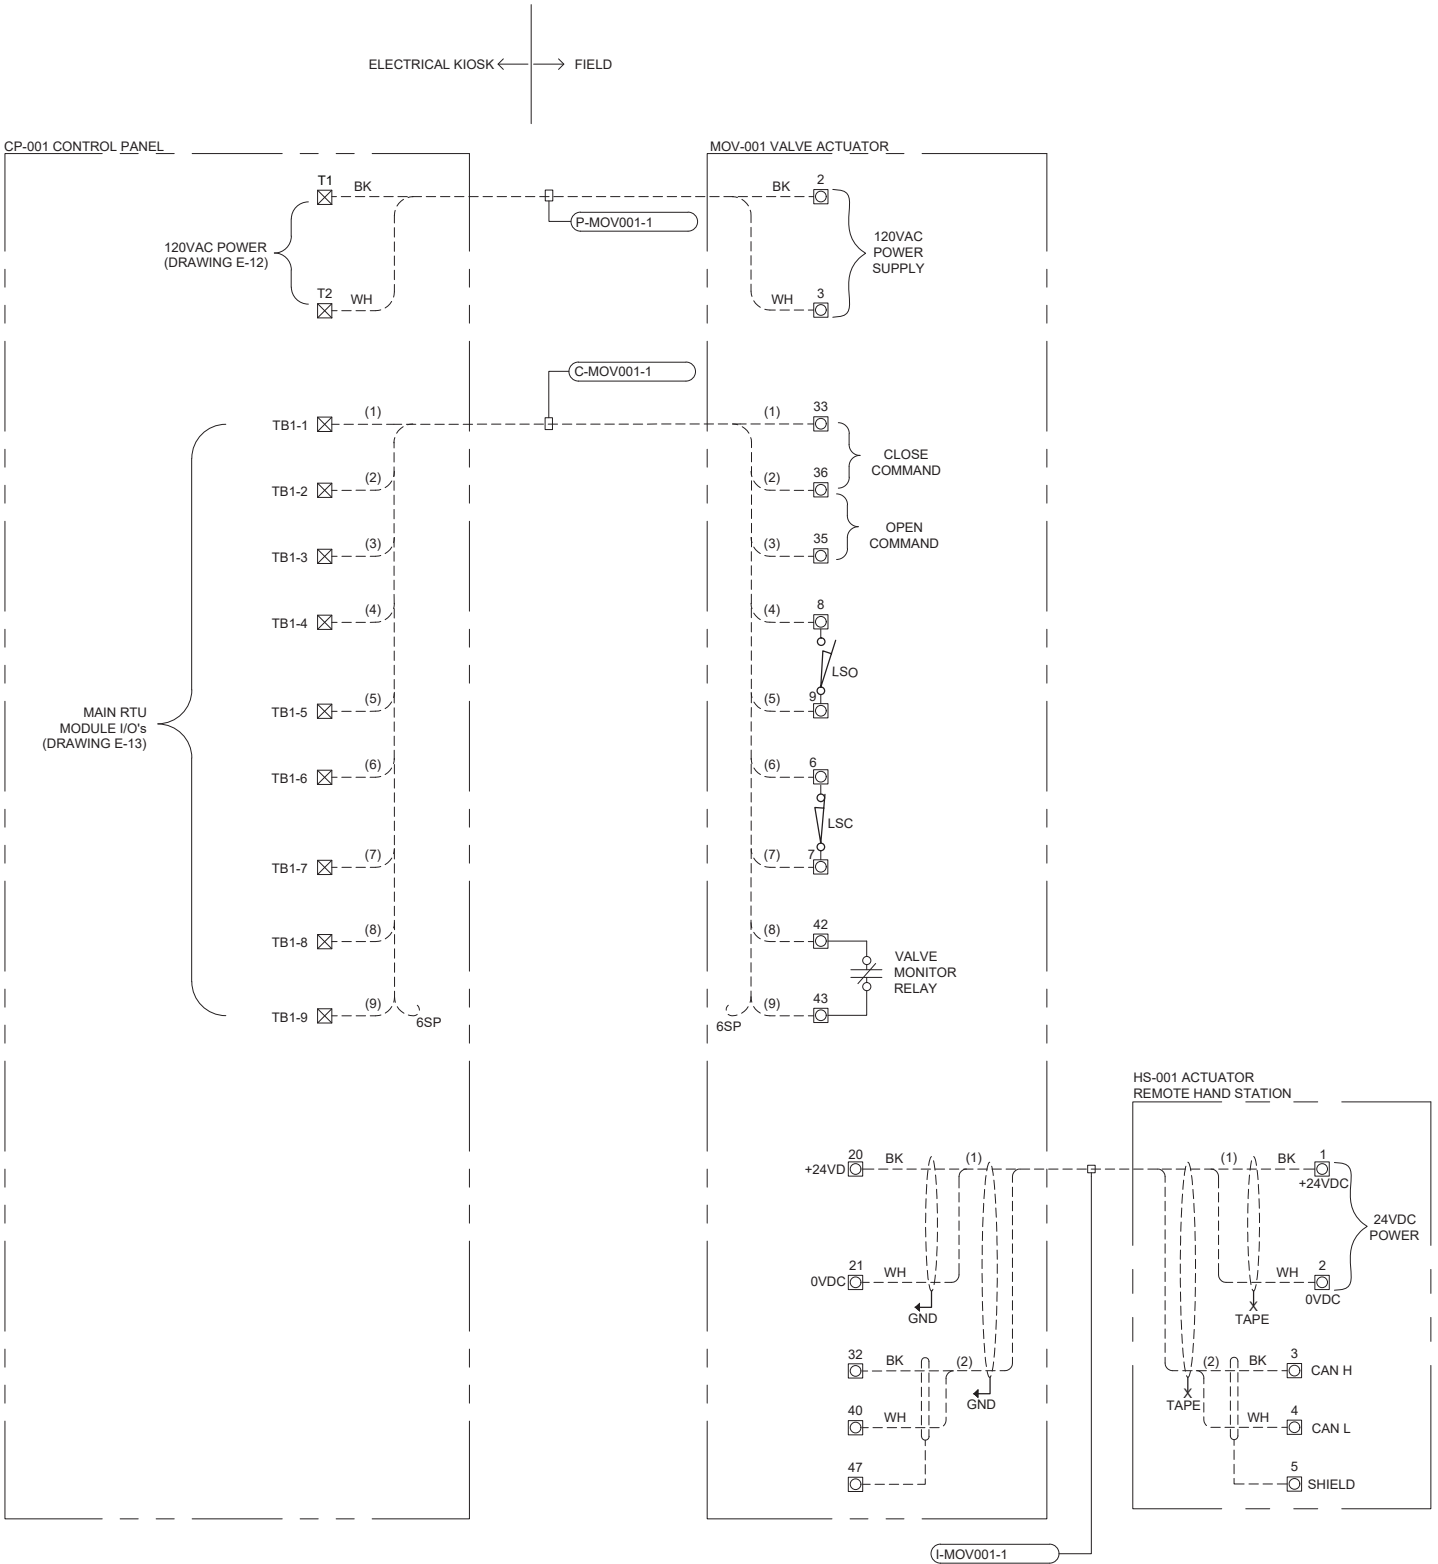 ELECTRICAL KIOSK
FIELD
CP-001 CONTROL PANEL
MOV-001 VALVE ACTUATOR
T1
BK
BK
2
P-MOV001-1
120VAC POWER
(DRAWING E-12)
120VAC
POWER
SUPPLY
T2
WH
WH
3
C-MOV001-1
TB1-1
(1)
(1)
33
CLOSE
COMMAND
TB1-2
(2)
(2)
36
OPEN
COMMAND
TB1-3
(3)
(3)
35
TB1-4
(4)
(4)
8
LSO
TB1-5
(5)
(5)
9
MAIN RTU
MODULE I/O's
(DRAWING E-13)
TB1-6
(6)
(6)
6
LSC
TB1-7
(7)
(7)
7
TB1-8
(8)
(8)
42
VALVE
MONITOR
RELAY
TB1-9
(9)
6SP
6SP
(9)
43
HS-001 ACTUATOR
REMOTE HAND STATION
+24VD
20
BK
(1)
(1)
BK
1
+24VDC
24VDC
POWER
0VDC
21
WH
WH
2
0VDC
GND
TAPE
32
BK
(2)
(2)
BK
3
CAN H
GND
TAPE
40
WH
WH
4
CAN L
47
5
SHIELD
I-MOV001-1